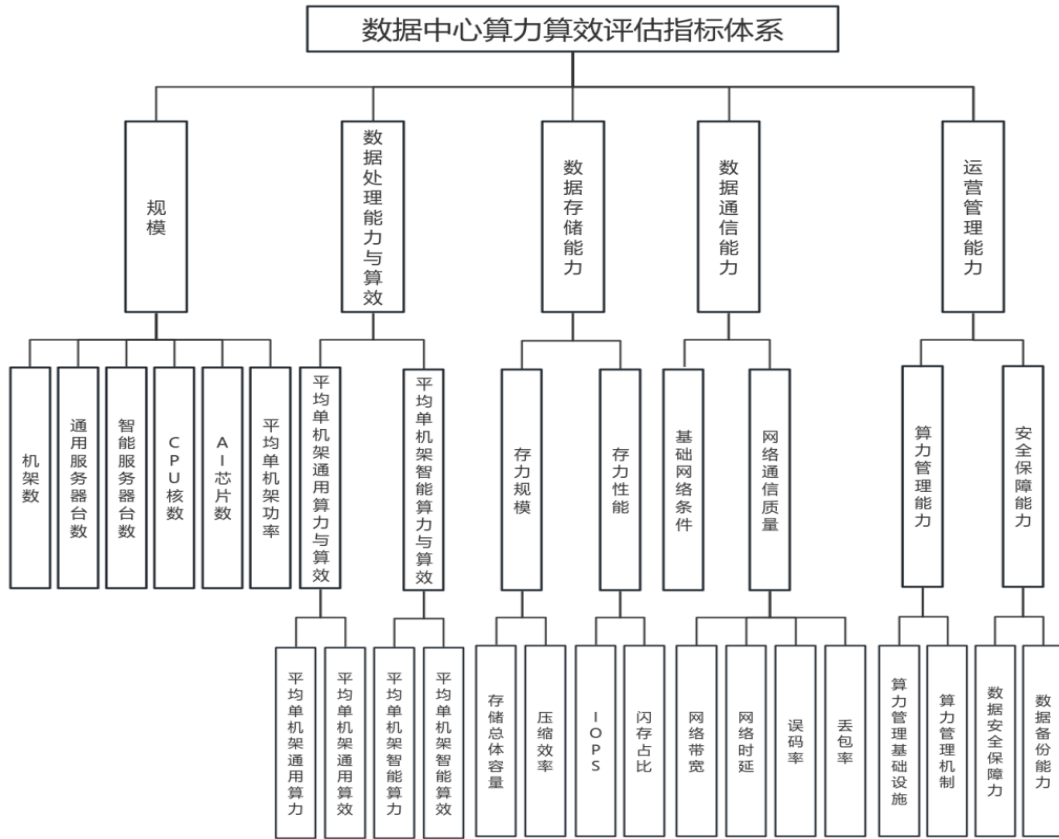 数据中心算力算效评估指标体系
规模
数据处理能力与算效
数据存储能力
数据通信能力
运营管理能力
机架数
通用服务器台数
智能服务器台数
CPU核数
AI芯片数
平均单机架功率
平均单机架通用算力与算效
平均单机架智能算力与算效
存力规模
存力性能
基础网络条件
网络通信质量
算力管理能力
安全保障能力
平均单机架通用算力
平均单机架通用算效
平均单机架智能算力
平均单机架智能算效
存储总体容量
压缩效率
IOPS
闪存占比
网络带宽
网络时延
误码率
丢包率
算力管理基础设施
算力管理机制
数据安全保障力
数据备份能力